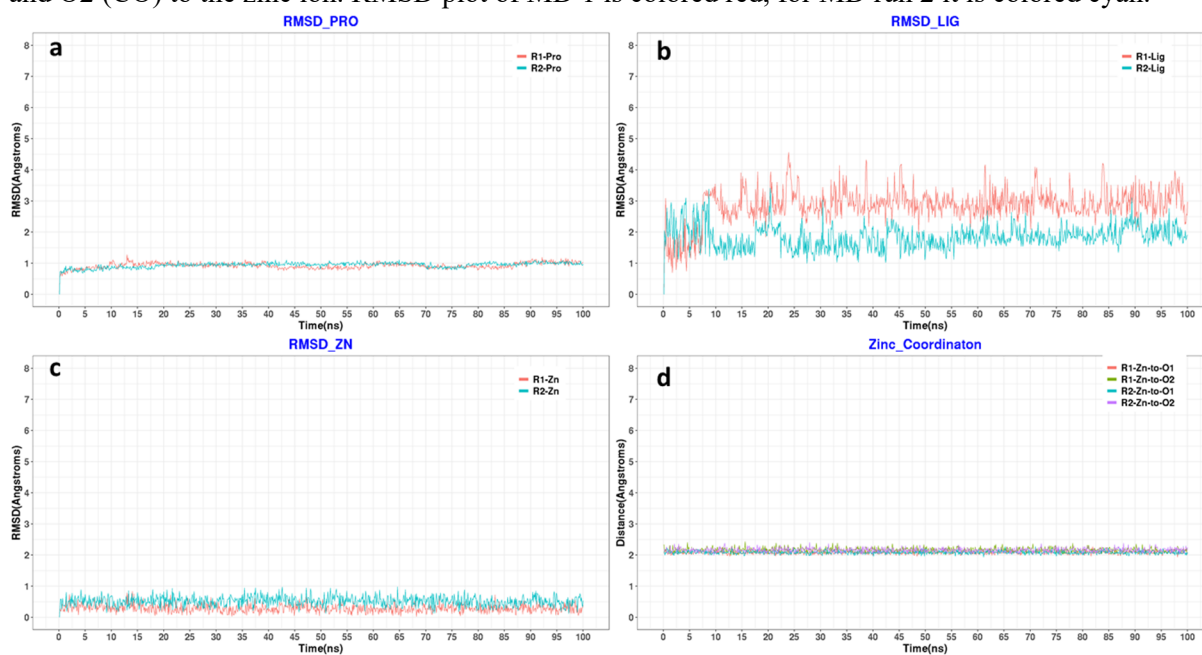 and O2 (CO) to the zinc ion. RMSD plot of MD 1 is colored red, for MD run 2 it is colored cyan.
RMSD_PRO
a
R1-Pro
R2-Pro
8
7
6
5
4
3
2
1
0
RMSD(Angstroms)
0 5 10 15 20 25 30 35 40 45 50 55 60 65 70 75 80 85 90 95 100
Time(ns)
RMSD_LIG
b
R1-Lig
R2-Lig
8
7
6
5
4
3
2
1
0
RMSD(Angstroms)
0 5 10 15 20 25 30 35 40 45 50 55 60 65 70 75 80 85 90 95 100
Time(ns)
RMSD_ZN
c
R1-Zn
R2-Zn
8
7
6
5
4
3
2
1
0
RMSD(Angstroms)
0 5 10 15 20 25 30 35 40 45 50 55 60 65 70 75 80 85 90 95 100
Time(ns)
Zinc_Coordinaton
d
R1-Zn-to-O1
R1-Zn-to-O2
R2-Zn-to-O1
R2-Zn-to-O2
8
7
6
5
4
3
2
1
0
Distance(Angstroms)
0 5 10 15 20 25 30 35 40 45 50 55 60 65 70 75 80 85 90 95 100
Time(ns)